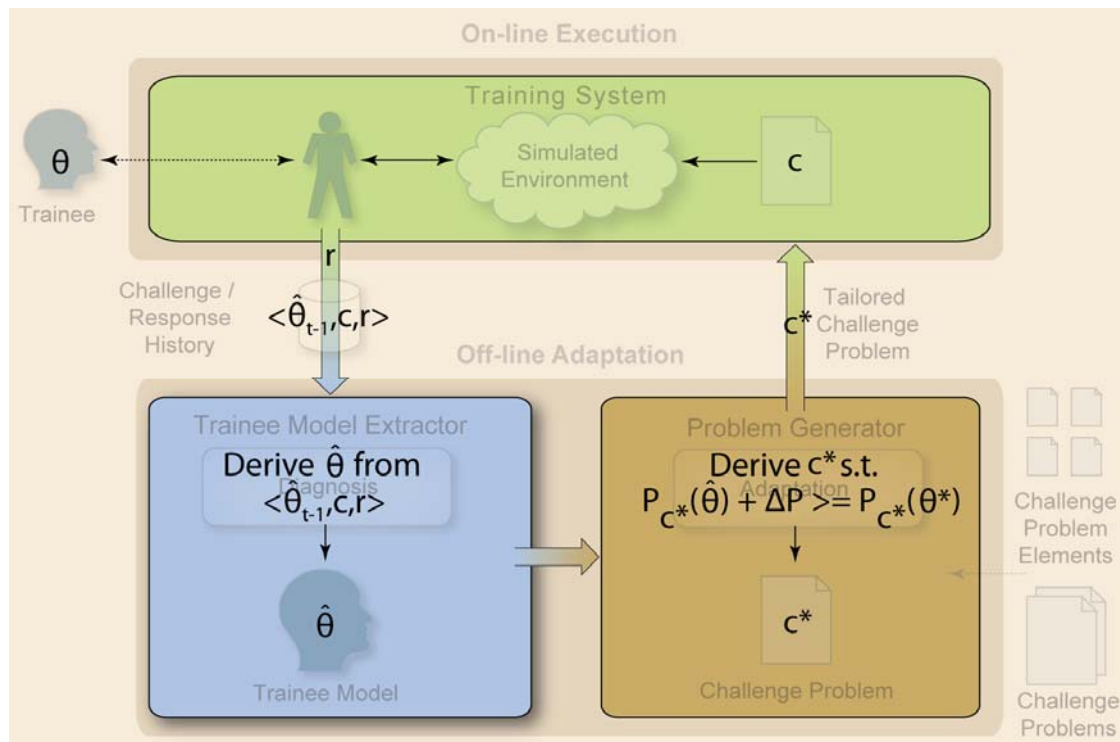 On-line Execution
Training System
θ
Simulated
Environment
c
Trainee
r
Challenge /
Response
History
<θ̂t-1,c,r>
c*
Tailored
Challenge
Problem
Off-line Adaptation
Trainee Model Extractor
Derive θ̂ from
Diagnosis
<θ̂t-1,c,r>
θ̂
Trainee Model
Problem Generator
Derive c* s.t.
Adaptation
Pc*(θ̂) + ΔP >= Pc*(θ*)
c*
Challenge Problem
Challenge
Problem
Elements
Challenge
Problems